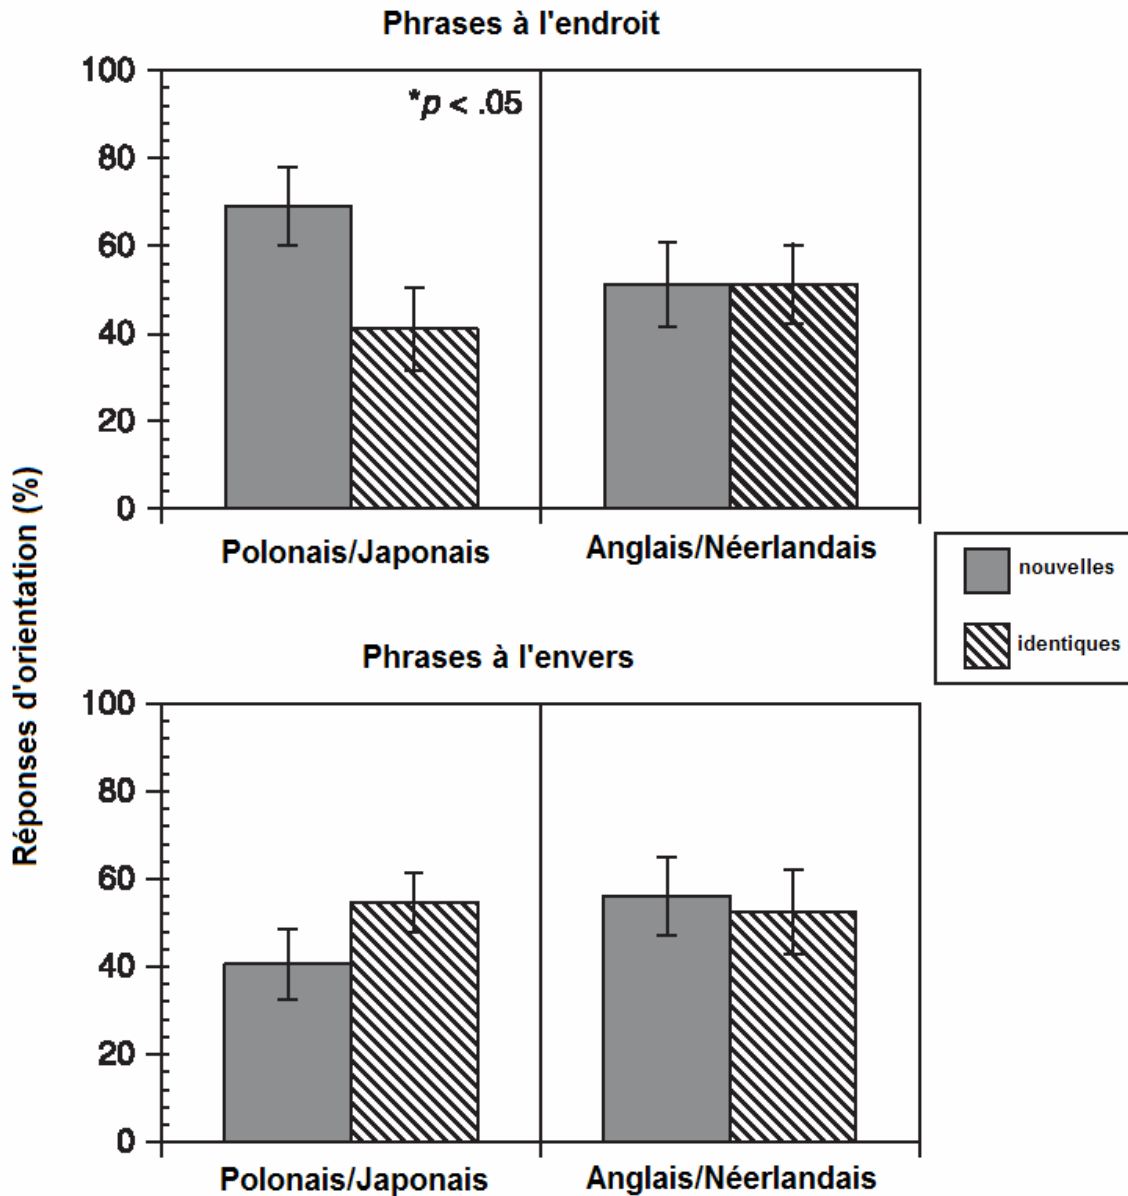 Phrases à l'endroit
100
80
60
40
20
0
*p < .05
Polonais/Japonais
Anglais/Néerlandais
Réponses d'orientation (%)
nouvelles
identiques
Phrases à l'envers
100
80
60
40
20
0
Polonais/Japonais
Anglais/Néerlandais